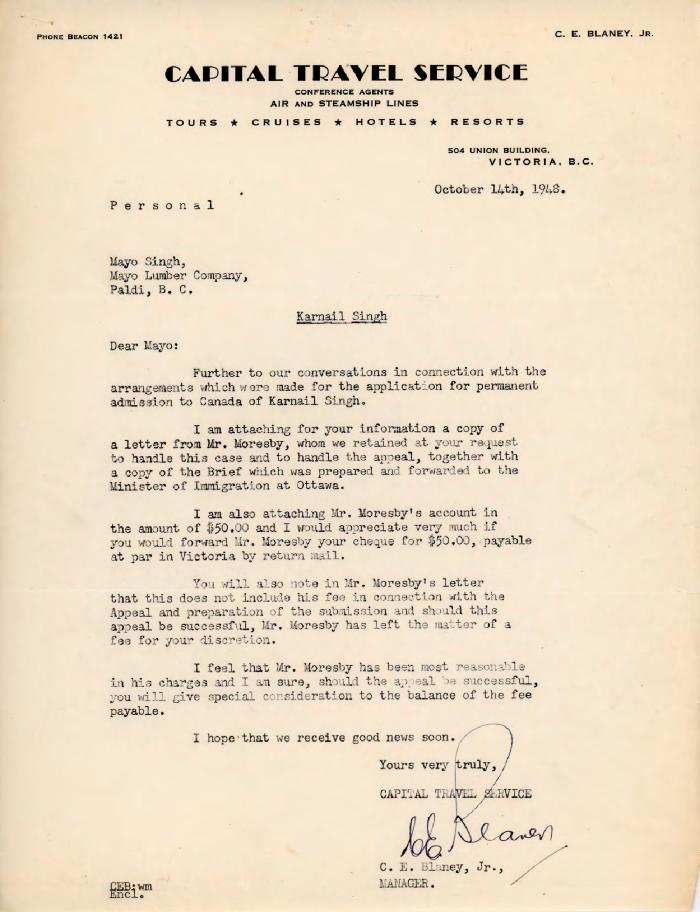 PHONE BEACON 1421
C. E. BLANEY, JR.
CAPITAL TRAVEL SERVICE
CONFERENCE AGENTS
AIR AND STEAMSHIP LINES
TOURS ★ CRUISES ★ HOTELS ★ RESORTS
504 UNION BUILDING,
VICTORIA, B.C.
October 14th, 1948.
P e r s o n a l
Mayo Singh,
Mayo Lumber Company,
Paldi, B. C.
Karnail Singh
Dear Mayo:
Further to our conversations in connection with the
arrangements which were made for the application for permanent
admission to Canada of Karnail Singh.
I am attaching for your information a copy of
a letter from Mr. Moresby, whom we retained at your request
to handle this case and to handle the appeal, together with
a copy of the Brief which was prepared and forwarded to the
Minister of Immigration at Ottawa.
I am also attaching Mr. Moresby's account in
the amount of $50.00 and I would appreciate very much if
you would forward Mr. Moresby your cheque for $50.00, payable
at par in Victoria by return mail.
You will also note in Mr. Moresby's letter
that this does not include his fee in connection with the
Appeal and preparation of the submission and should this
appeal be successful, Mr. Moresby has left the matter of a
fee for your discretion.
I feel that Mr. Moresby has been most reasonable
in his charges and I am sure, should the appeal be successful,
you will give special consideration to the balance of the fee
payable.
I hope that we receive good news soon.
Yours very truly,
CAPITAL TRAVEL SERVICE
CE Blaney
C. E. Blaney, Jr.,
MANAGER.
CEB:wm
Encl.